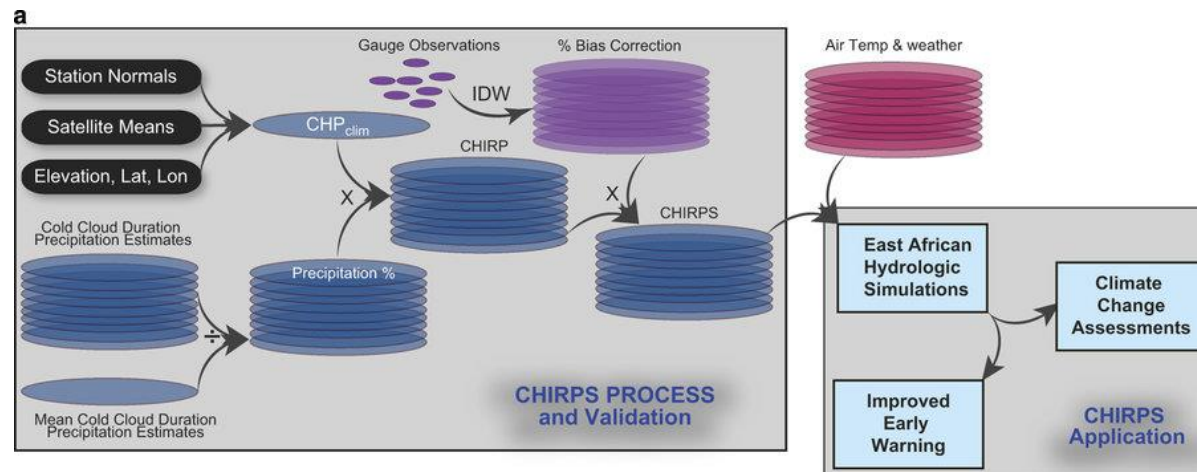 a
Gauge Observations
% Bias Correction
Air Temp & weather
Station Normals
IDW
Satellite Means
CHP clim
CHIRP
Elevation, Lat, Lon
X
X
CHIRPS
Cold Cloud Duration
Precipitation Estimates
Precipitation %
÷
East African
Hydrologic
Simulations
Climate
Change
Assessments
Mean Cold Cloud Duration
Precipitation Estimates
CHIRPS PROCESS
and Validation
Improved
Early
Warning
CHIRPS
Application